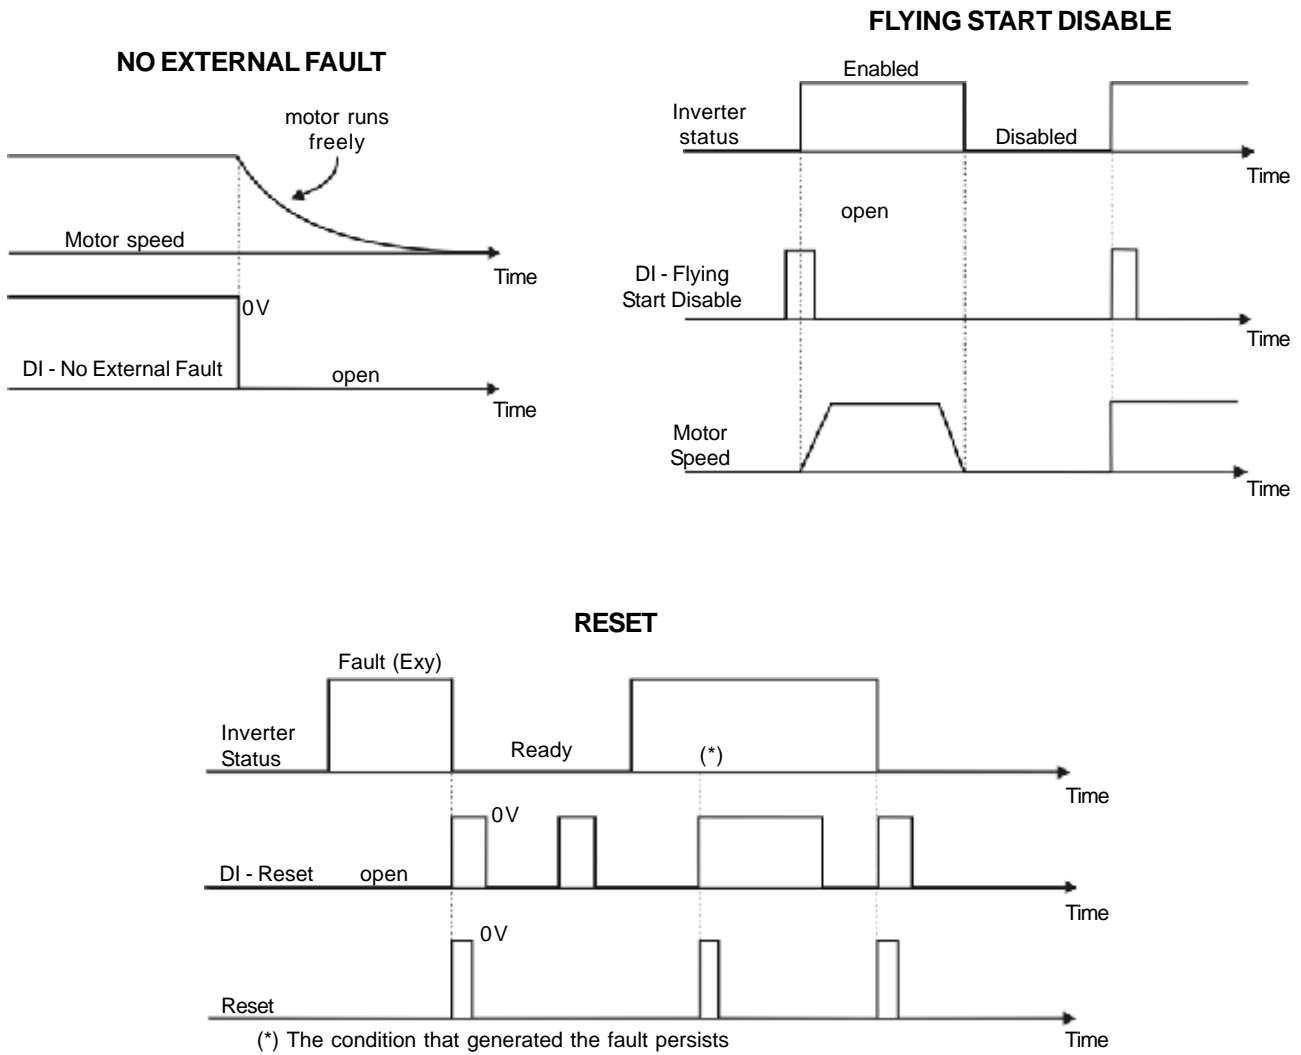 NO EXTERNAL FAULT
motor runs
freely
Motor speed
Time
0V
DI - No External Fault
open
Time
FLYING START DISABLE
Enabled
Inverter
status
Disabled
Time
open
DI - Flying
Start Disable
Time
Motor
Speed
Time
RESET
Fault (Exy)
Inverter
Status
Ready
(*)
Time
0V
DI - Reset
open
Time
0V
Reset
Time
(*) The condition that generated the fault persists